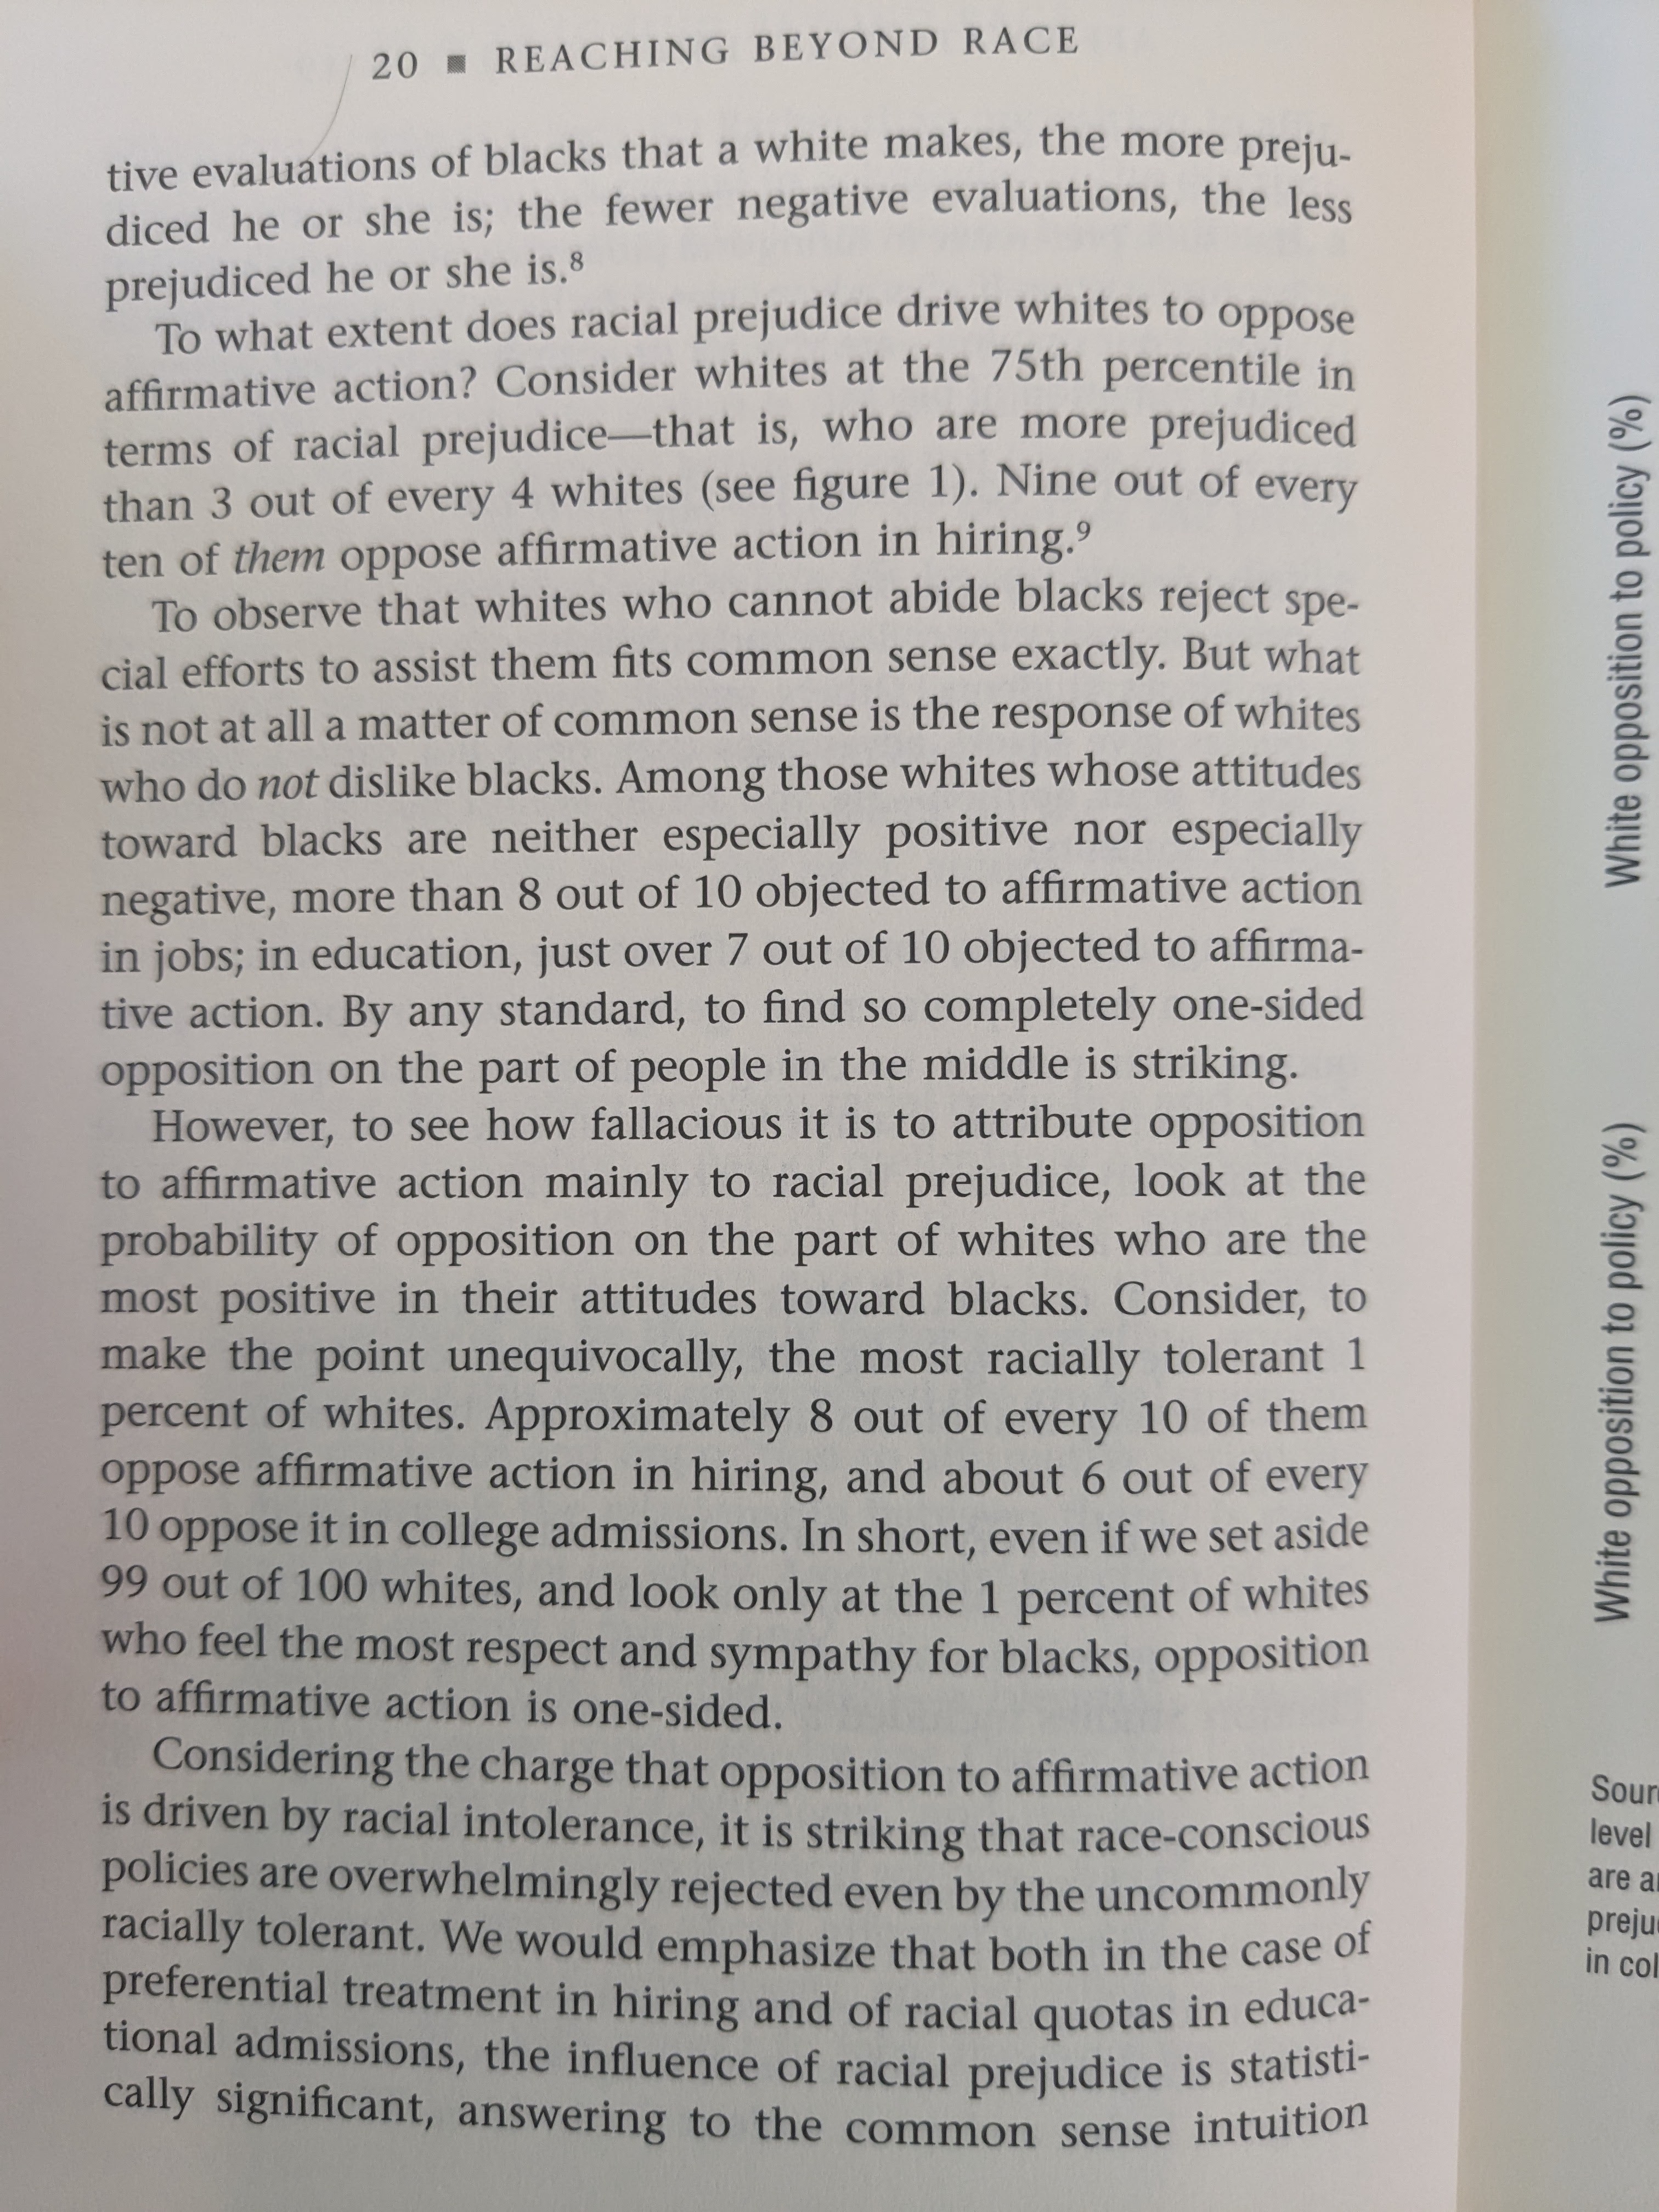 20 ■ REACHING BEYOND RACE
tive evaluations of blacks that a white makes, the more preju-
diced he or she is; the fewer negative evaluations, the less
prejudiced he or she is.⁸
To what extent does racial prejudice drive whites to oppose
affirmative action? Consider whites at the 75th percentile in
terms of racial prejudice—that is, who are more prejudiced
than 3 out of every 4 whites (see figure 1). Nine out of every
ten of them oppose affirmative action in hiring.⁹
To observe that whites who cannot abide blacks reject spe-
cial efforts to assist them fits common sense exactly. But what
is not at all a matter of common sense is the response of whites
who do not dislike blacks. Among those whites whose attitudes
toward blacks are neither especially positive nor especially
negative, more than 8 out of 10 objected to affirmative action
in jobs; in education, just over 7 out of 10 objected to affirma-
tive action. By any standard, to find so completely one-sided
opposition on the part of people in the middle is striking.
However, to see how fallacious it is to attribute opposition
to affirmative action mainly to racial prejudice, look at the
probability of opposition on the part of whites who are the
most positive in their attitudes toward blacks. Consider, to
make the point unequivocally, the most racially tolerant 1
percent of whites. Approximately 8 out of every 10 of them
oppose affirmative action in hiring, and about 6 out of every
10 oppose it in college admissions. In short, even if we set aside
99 out of 100 whites, and look only at the 1 percent of whites
who feel the most respect and sympathy for blacks, opposition
to affirmative action is one-sided.
Considering the charge that opposition to affirmative action
is driven by racial intolerance, it is striking that race-conscious
policies are overwhelmingly rejected even by the uncommonly
racially tolerant. We would emphasize that both in the case of
preferential treatment in hiring and of racial quotas in educa-
tional admissions, the influence of racial prejudice is statisti-
cally significant, answering to the common sense intuition
White opposition to policy (%)
White opposition to policy (%)
level
are
in